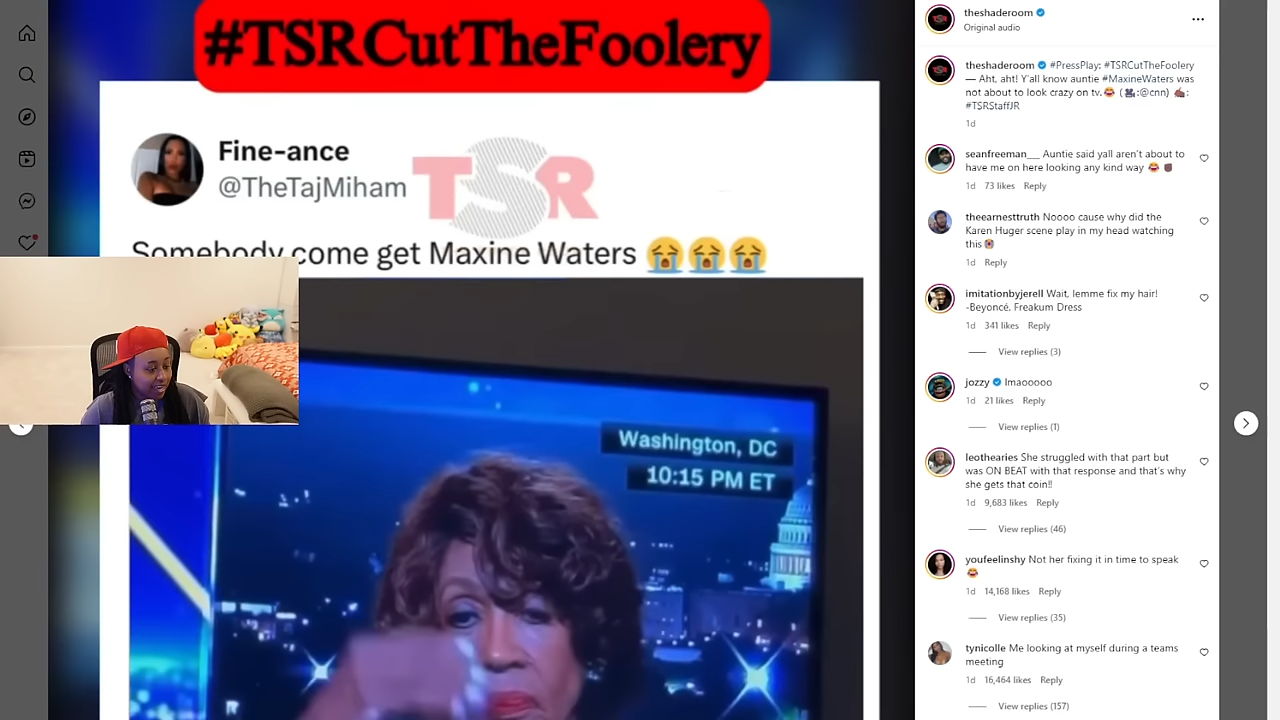 #TSRCutTheFoolery
Fine-ance
@TheTajMiham
TSR
Somebody come get Maxine Waters 😭😭😭
Washington, DC
10:15 PM ET
theshaderoom
Original audio
theshaderoom #PressPlay: #TSRCutTheFoolery
— Aht, aht! Y'all know auntie #MaxineWaters was
not about to look crazy on tv.😂 (🎥:@cnn) ✍🏾:
#TSRStaffJR
1d
seanfreeman___ Auntie said yall aren't about to
have me on here looking any kind way 😂✊🏿
1d 73 likes Reply
theearnesttruth Noooo cause why did the
Karen Huger scene play in my head watching
this
1d Reply
imitationbyjerell Wait, lemme fix my hair!
-Beyoncé, Freakum Dress
1d 341 likes Reply
View replies (3)
jozzy lmaooooo
1d 21 likes Reply
View replies (1)
leothearies She struggled with that part but
was ON BEAT with that response and that's why
she gets that coin!!
1d 9,683 likes Reply
View replies (46)
youfeelinshy Not her fixing it in time to speak
😂
1d 14,168 likes Reply
View replies (35)
tynicolle Me looking at myself during a teams
meeting
1d 16,464 likes Reply
View replies (157)